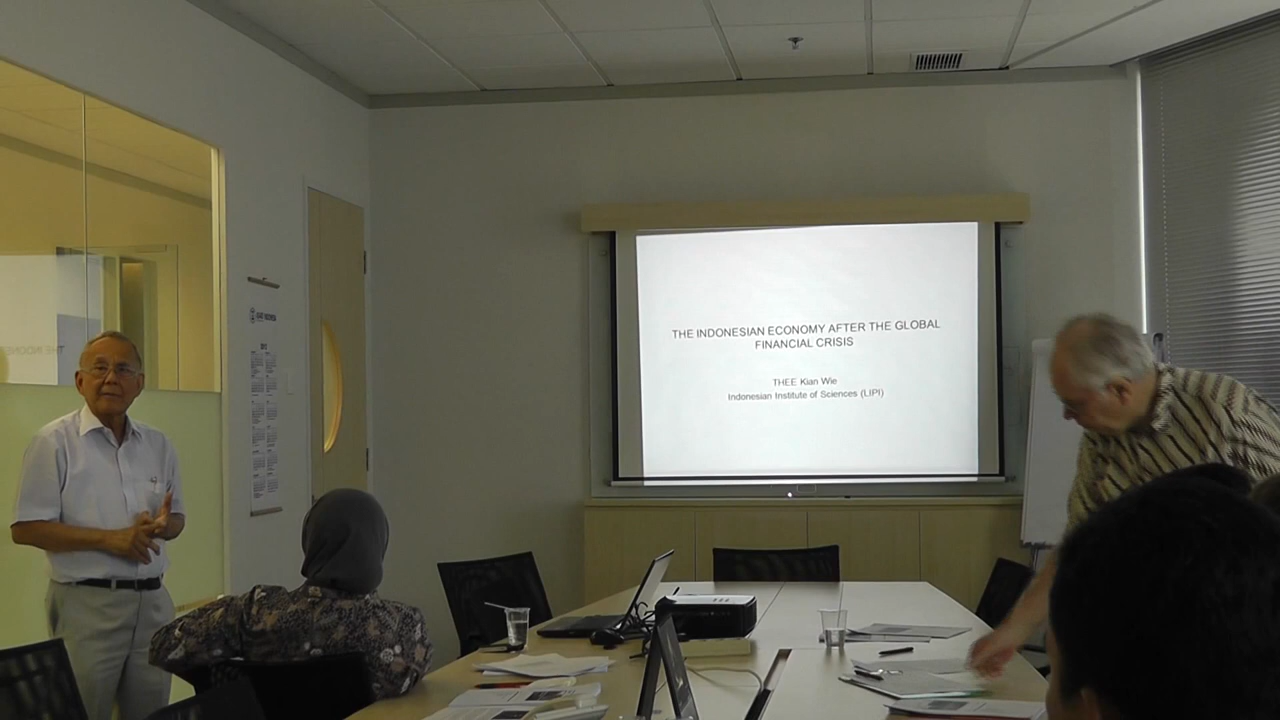 THE INDONESIAN ECONOMY AFTER THE GLOBAL
FINANCIAL CRISIS
THEE Kian Wie
Indonesian Institute of Sciences (LIPI)